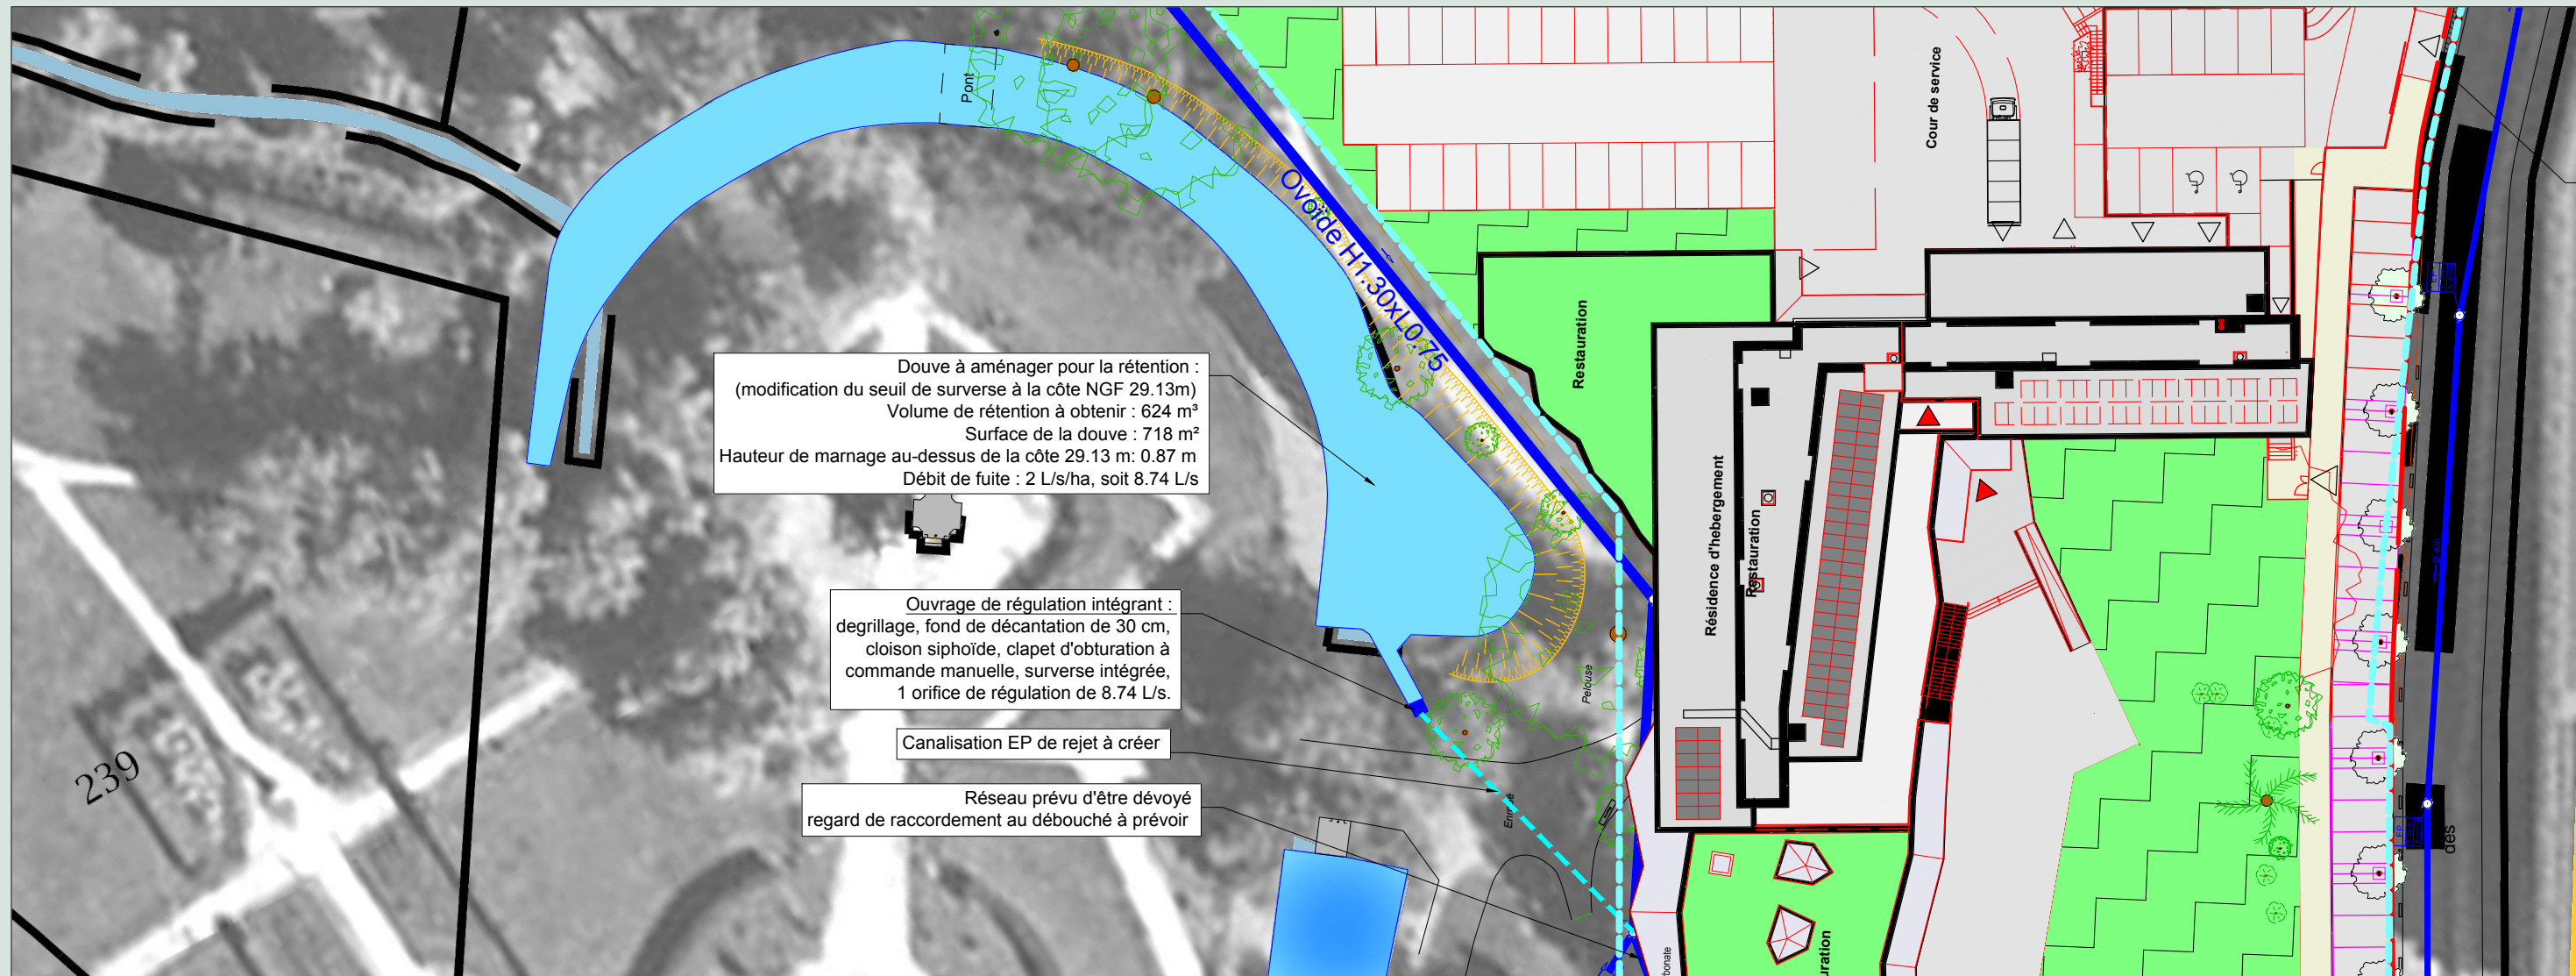 Pont
Cour de service
Ovoïde H1.30xL0.75
Restauration
Douve à aménager pour la rétention :
(modification du seuil de surverse à la côte NGF 29.13m)
Volume de rétention à obtenir : 624 m³
Surface de la douve : 718 m²
Hauteur de marnage au-dessus de la côte 29.13 m: 0.87 m
Débit de fuite : 2 L/s/ha, soit 8.74 L/s
Résidence d'hebergement
Restauration
Ouvrage de régulation intégrant :
degrillage, fond de décantation de 30 cm,
cloison siphoïde, clapet d'obturation à
commande manuelle, surverse intégrée,
1 orifice de régulation de 8.74 L/s.
Pelouse
Canalisation EP de rejet à créer
239
Réseau prévu d'être dévoyé
regard de raccordement au débouché à prévoir
EP
des
uration
bonate